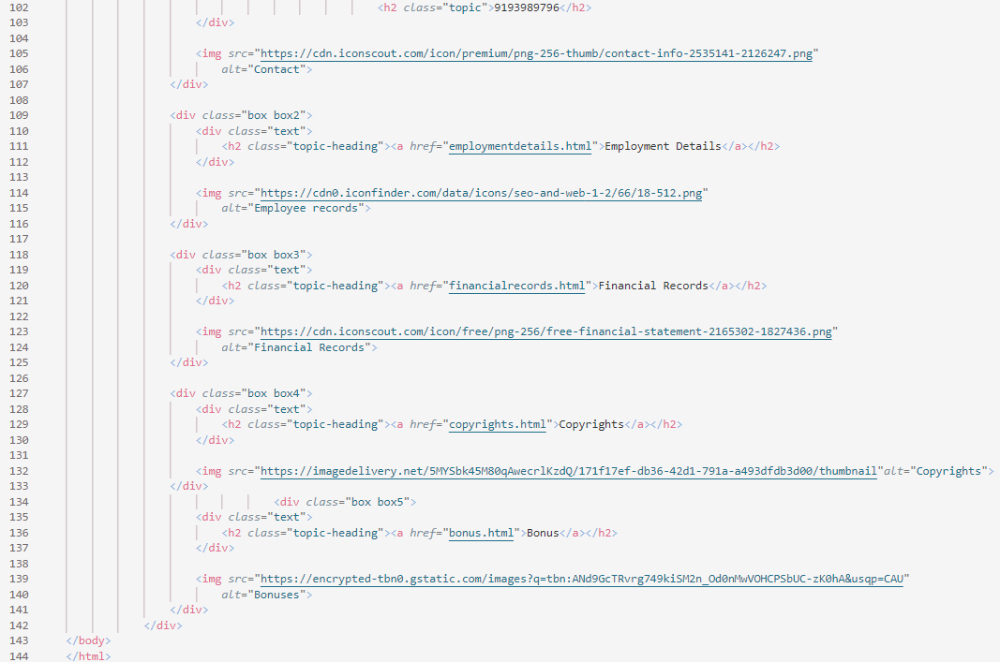 102 <h2 class="topic">9193989796</h2>
103 </div>
104
105 <img src="https://cdn.iconscout.com/icon/premium/png-256-thumb/contact-info-2535141-2126247.png"
106 alt="Contact">
107 </div>
108
109 <div class="box box2">
110 <div class="text">
111 <h2 class="topic-heading"><a href="employmentdetails.html">Employment Details</a></h2>
112 </div>
113
114 <img src="https://cdn0.iconfinder.com/data/icons/seo-and-web-1-2/66/18-512.png"
115 alt="Employee records">
116 </div>
117
118 <div class="box box3">
119 <div class="text">
120 <h2 class="topic-heading"><a href="financialrecords.html">Financial Records</a></h2>
121 </div>
122
123 <img src="https://cdn.iconscout.com/icon/free/png-256/free-financial-statement-2165302-1827436.png"
124 alt="Financial Records">
125 </div>
126
127 <div class="box box4">
128 <div class="text">
129 <h2 class="topic-heading"><a href="copyrights.html">Copyrights</a></h2>
130 </div>
131
132 <img src="https://imagedelivery.net/5MYSbk45M80qAwecrlKzdQ/171f17ef-db36-42d1-791a-a493dfdb3d00/thumbnail"alt="Copyrights">
133 </div>
134 <div class="box box5">
135 <div class="text">
136 <h2 class="topic-heading"><a href="bonus.html">Bonus</a></h2>
137 </div>
138
139 <img src="https://encrypted-tbn0.gstatic.com/images?q=tbn:ANd9GcTRvrg749kiSM2n_Od0nMwVOHCPSbUC-zK0hA&usqp=CAU"
140 alt="Bonuses">
141 </div>
142 </div>
143 </body>
144 </html>